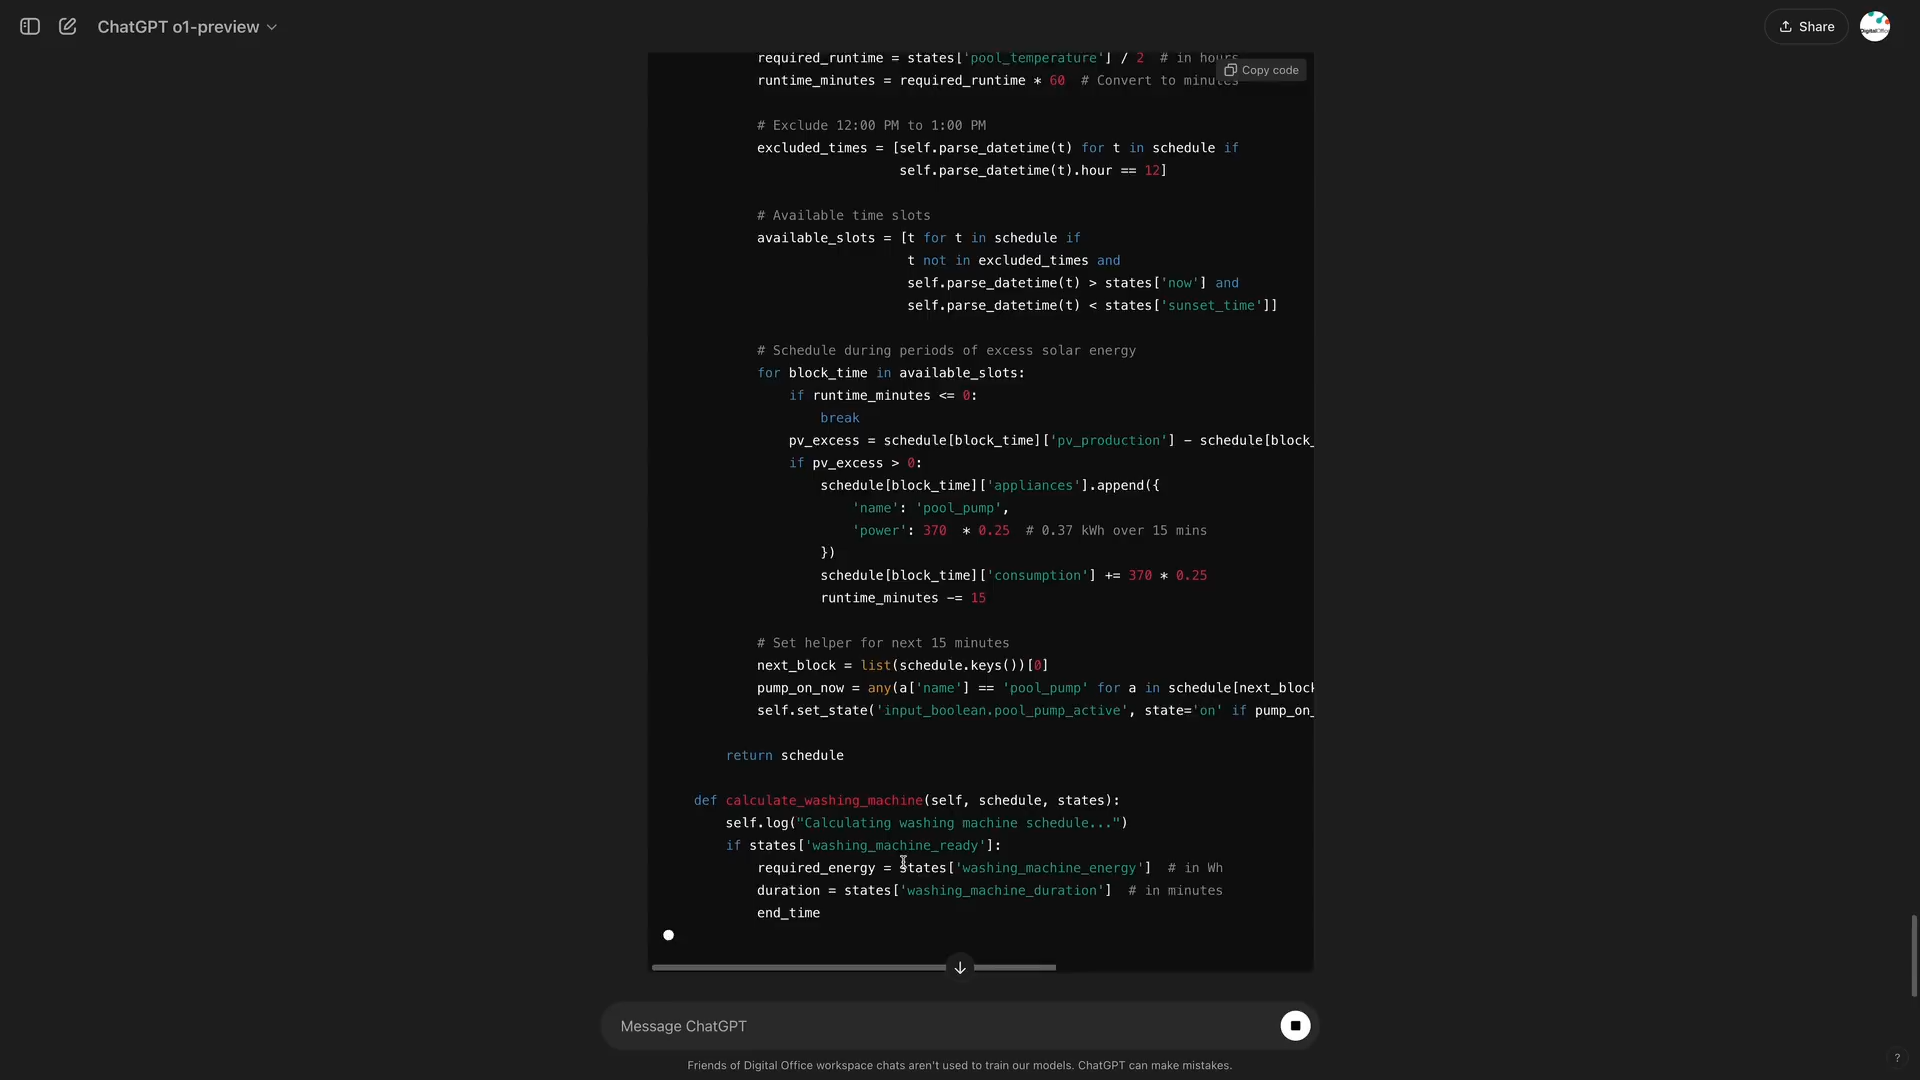 ChatGPT o1-preview
Share
required_runtime = states['pool_temperature'] / 2  # in hours
Copy code
runtime_minutes = required_runtime * 60  # Convert to minutes
# Exclude 12:00 PM to 1:00 PM
excluded_times = [self.parse_datetime(t) for t in schedule if
self.parse_datetime(t).hour == 12]
# Available time slots
available_slots = [t for t in schedule if
t not in excluded_times and
self.parse_datetime(t) > states['now'] and
self.parse_datetime(t) < states['sunset_time']]
# Schedule during periods of excess solar energy
for block_time in available_slots:
if runtime_minutes <= 0:
break
pv_excess = schedule[block_time]['pv_production'] - schedule[block_
if pv_excess > 0:
schedule[block_time]['appliances'].append({
'name': 'pool_pump',
'power': 370  * 0.25  # 0.37 kWh over 15 mins
})
schedule[block_time]['consumption'] += 370 * 0.25
runtime_minutes -= 15
# Set helper for next 15 minutes
next_block = list(schedule.keys())[0]
pump_on_now = any(a['name'] == 'pool_pump' for a in schedule[next_block
self.set_state('input_boolean.pool_pump_active', state='on' if pump_on_
return schedule
def calculate_washing_machine(self, schedule, states):
self.log("Calculating washing machine schedule...")
if states['washing_machine_ready']:
required_energy = states['washing_machine_energy']  # in Wh
duration = states['washing_machine_duration']  # in minutes
end_time
Message ChatGPT
Friends of Digital Office workspace chats aren't used to train our models. ChatGPT can make mistakes.
?